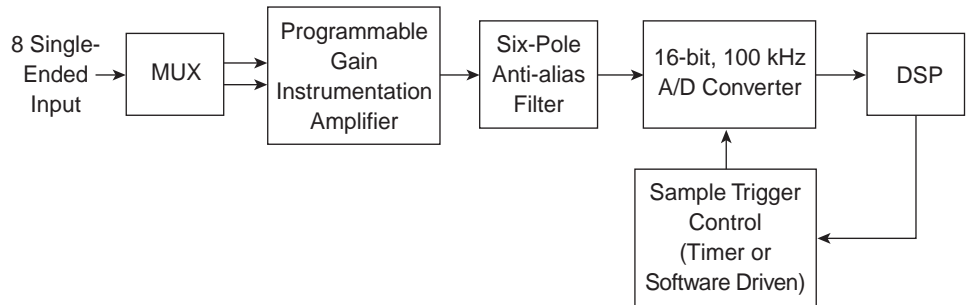 8 Single-
Ended
Input
MUX
Programmable
Gain
Instrumentation
Amplifier
Six-Pole
Anti-alias
Filter
16-bit, 100 kHz
A/D Converter
DSP
Sample Trigger
Control
(Timer or
Software Driven)